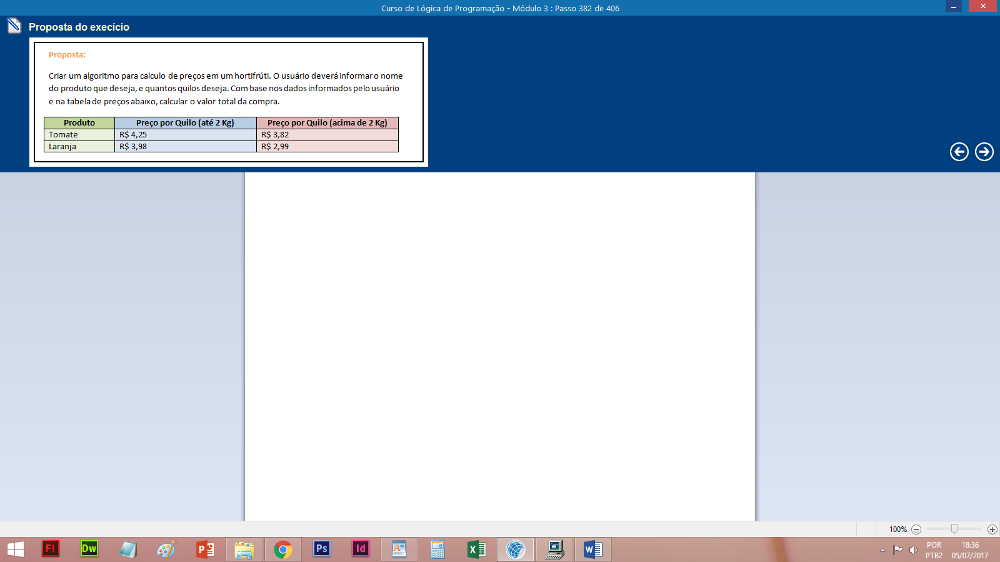 Curso de Lógica de Programação - Módulo 3 : Passo 382 de 406
Proposta do execício
Proposta:
Criar um algoritmo para calculo de preços em um hortifrúti. O usuário deverá informar o nome
do produto que deseja, e quantos quilos deseja. Com base nos dados informados pelo usuário
e na tabela de preços abaixo, calcular o valor total da compra.
Produto Preço por Quilo (até 2 Kg) Preço por Quilo (acima de 2 Kg)
Tomate R$ 4,25 R$ 3,82
Laranja R$ 3,98 R$ 2,99
100%
Fl Dw P Ps Id A X W
POR 18:36
PTB2 05/07/2017